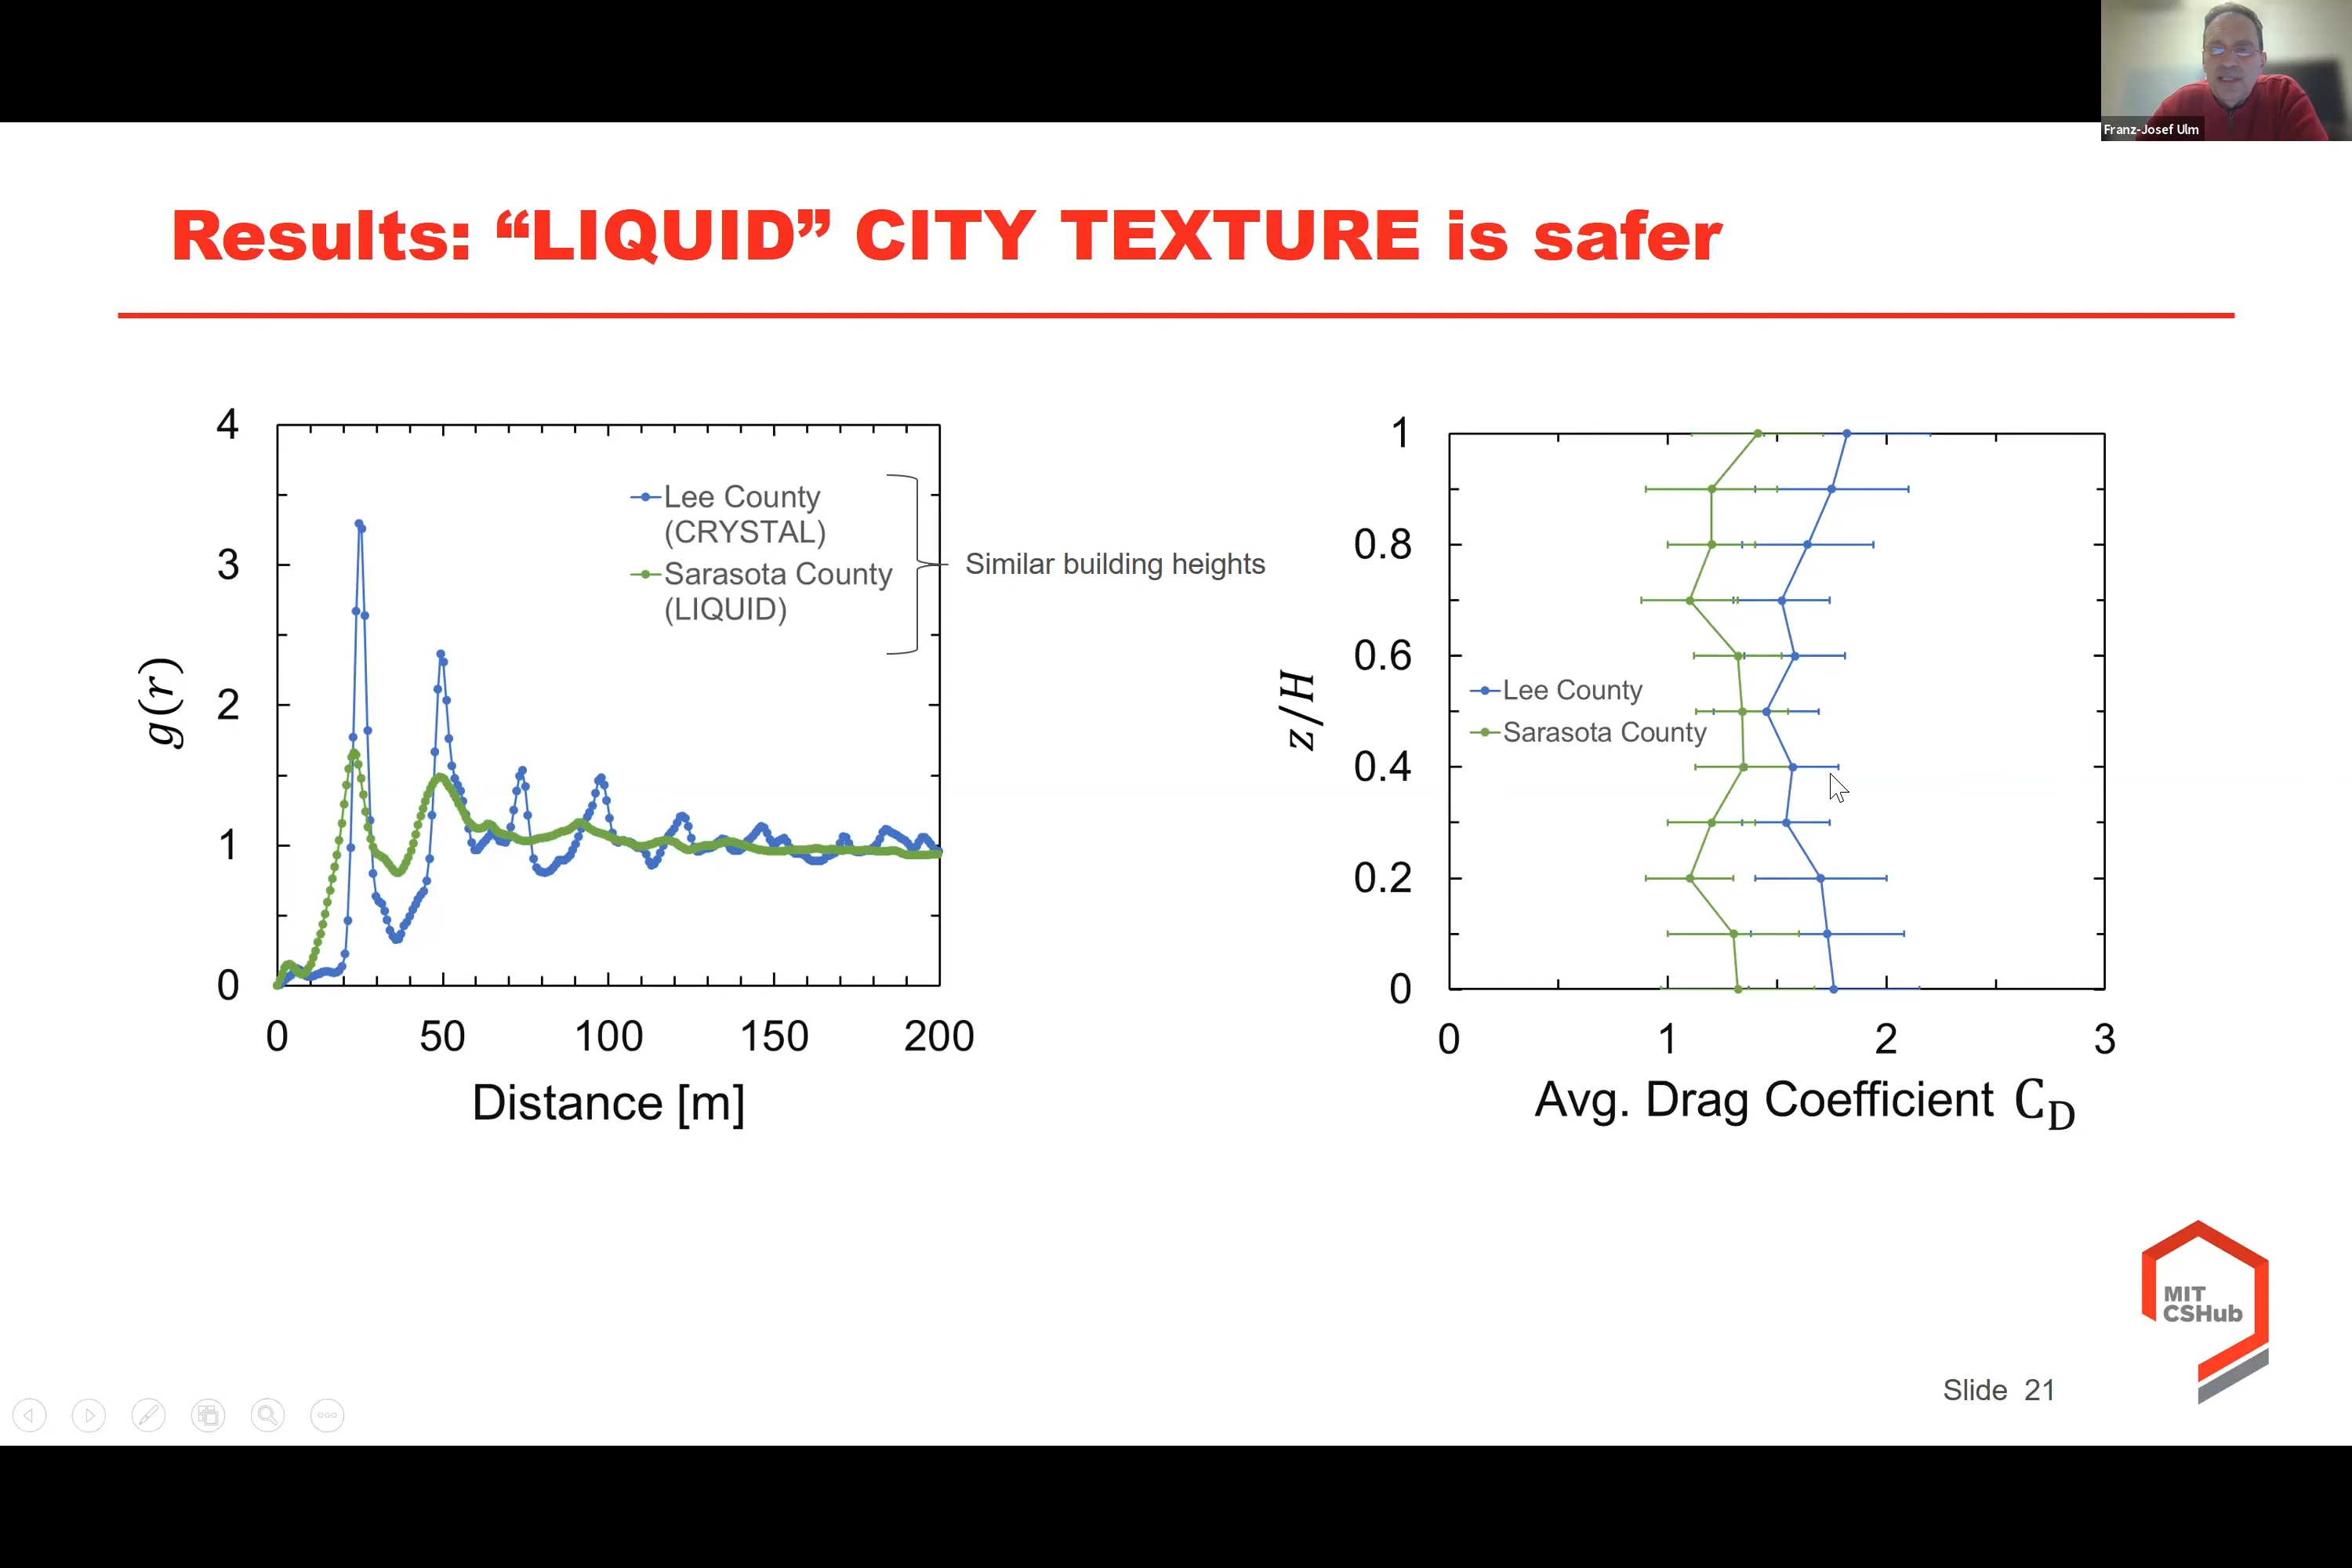 Franz-Josef Ulm
Results: “LIQUID” CITY TEXTURE is safer
4
3
2
1
0
g(r)
0 50 100 150 200
Distance [m]
Lee County
(CRYSTAL)
Sarasota County
(LIQUID)
Similar building heights
1
0.8
0.6
0.4
0.2
0
z/H
Lee County
Sarasota County
0 1 2 3
Avg. Drag Coefficient C_D
MIT
CSHub
Slide 21